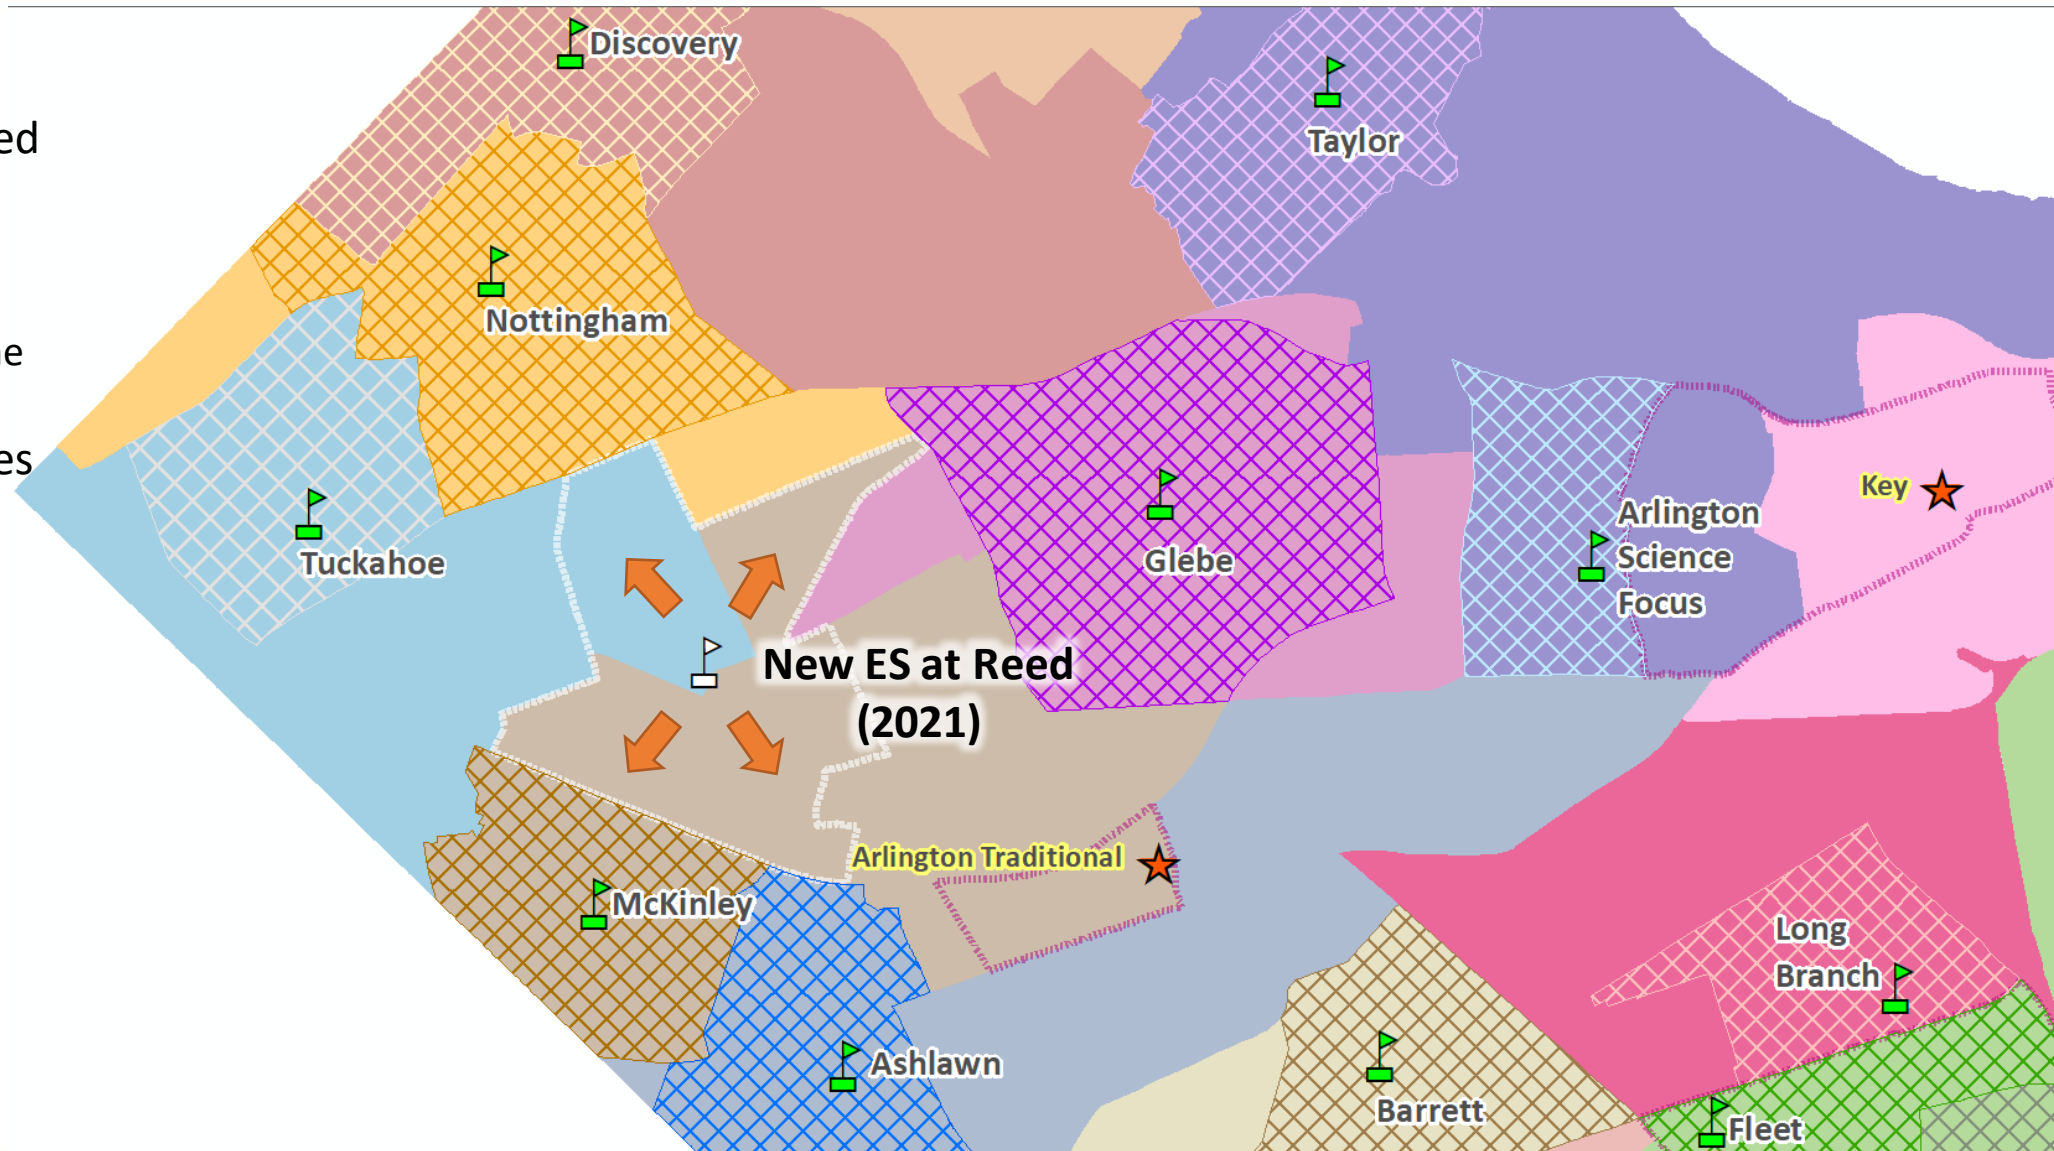 Discovery
ed
Taylor
Nottingham
ne
es
Key
Arlington
Science
Focus
Tuckahoe
Glebe
New ES at Reed
(2021)
Arlington Traditional
McKinley
Long
Branch
Ashlawn
Barrett
Fleet